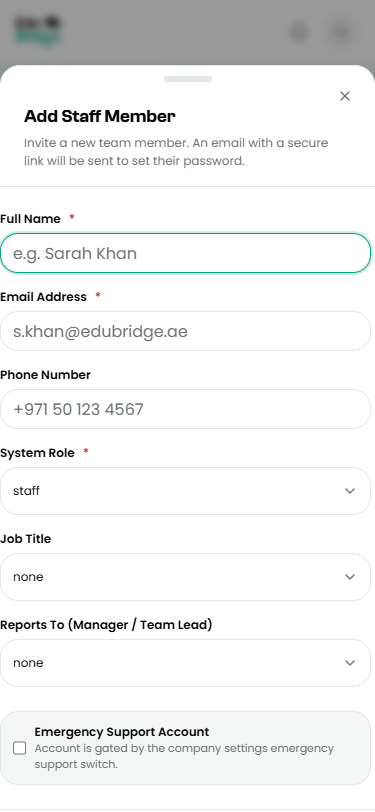 Add Staff Member
Invite a new team member. An email with a secure
link will be sent to set their password.
Full Name *
e.g. Sarah Khan
Email Address *
s.khan@edubridge.ae
Phone Number
+971 50 123 4567
System Role *
staff
Job Title
none
Reports To (Manager / Team Lead)
none
Emergency Support Account
Account is gated by the company settings emergency
support switch.